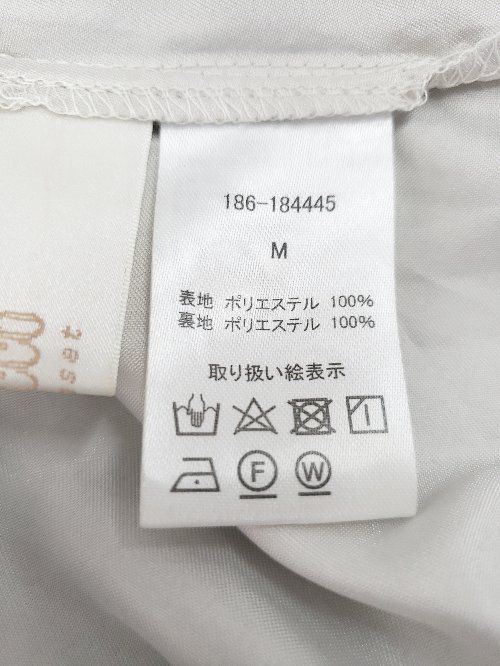 186-184445
M
表地 ポリエステル 100%
裏地 ポリエステル 100%
取り扱い絵表示
F
W